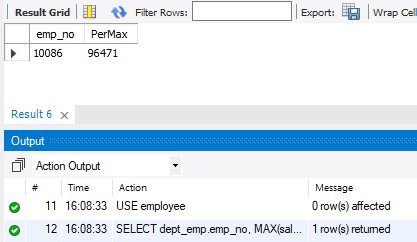 Result Grid Filter Rows: Export: Wrap Cel
emp_no PerMax
10086 96471
Result 6 ×
Output
Action Output
# Time Action Message
11 16:08:33 USE employee 0 row(s) affected
12 16:08:33 SELECT dept_emp.emp_no, MAX(sal... 1 row(s) returned